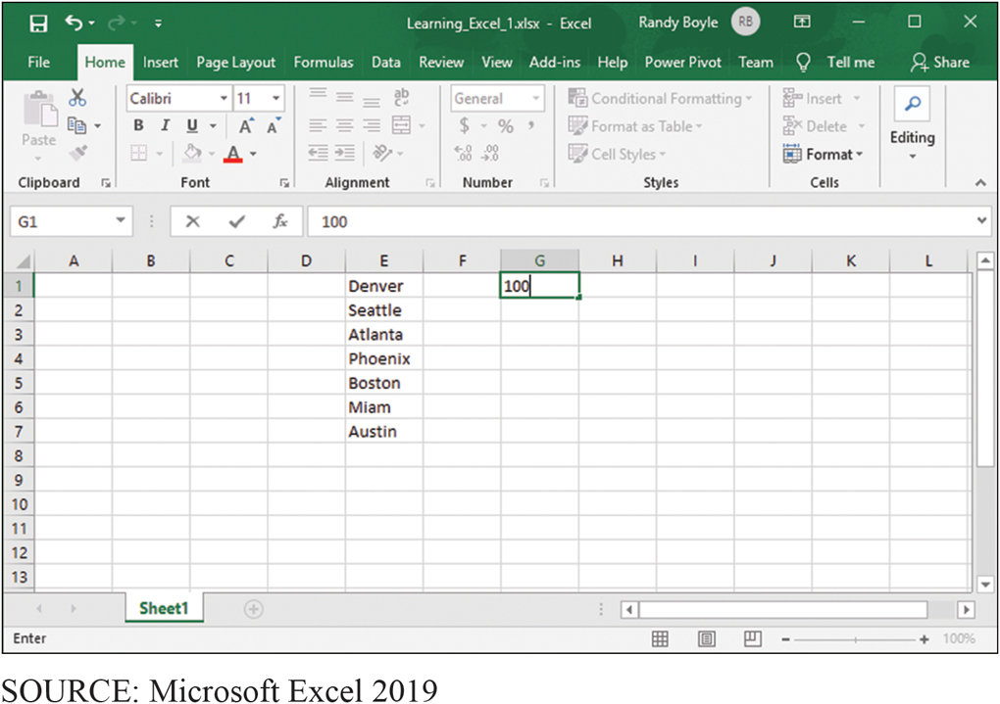 Learning_Excel_1.xlsx - Excel Randy Boyle RB
File Home Insert Page Layout Formulas Data Review View Add-ins Help Power Pivot Team Tell me Share
Calibri 11 ab General Conditional Formatting Insert
Paste B I U A A c $ % , Format as Table Delete Editing
A .00 .0 Cell Styles Format
Clipboard Font Alignment Number Styles Cells
G1 fx 100
A B C D E F G H I J K L
1 Denver 100
2 Seattle
3 Atlanta
4 Phoenix
5 Boston
6 Miam
7 Austin
8
9
10
11
12
13
Sheet1
Enter 100%
SOURCE: Microsoft Excel 2019